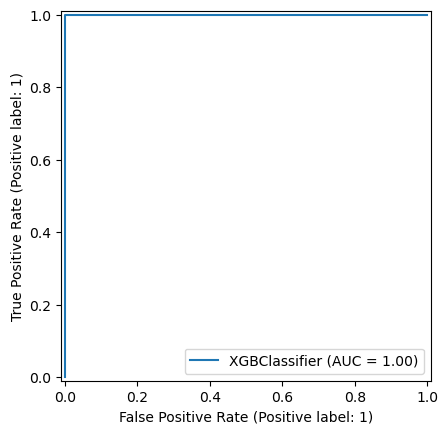 1.0
0.8
0.6
0.4
0.2
0.0
True Positive Rate (Positive label: 1)
XGBClassifier (AUC = 1.00)
0.0 0.2 0.4 0.6 0.8 1.0
False Positive Rate (Positive label: 1)